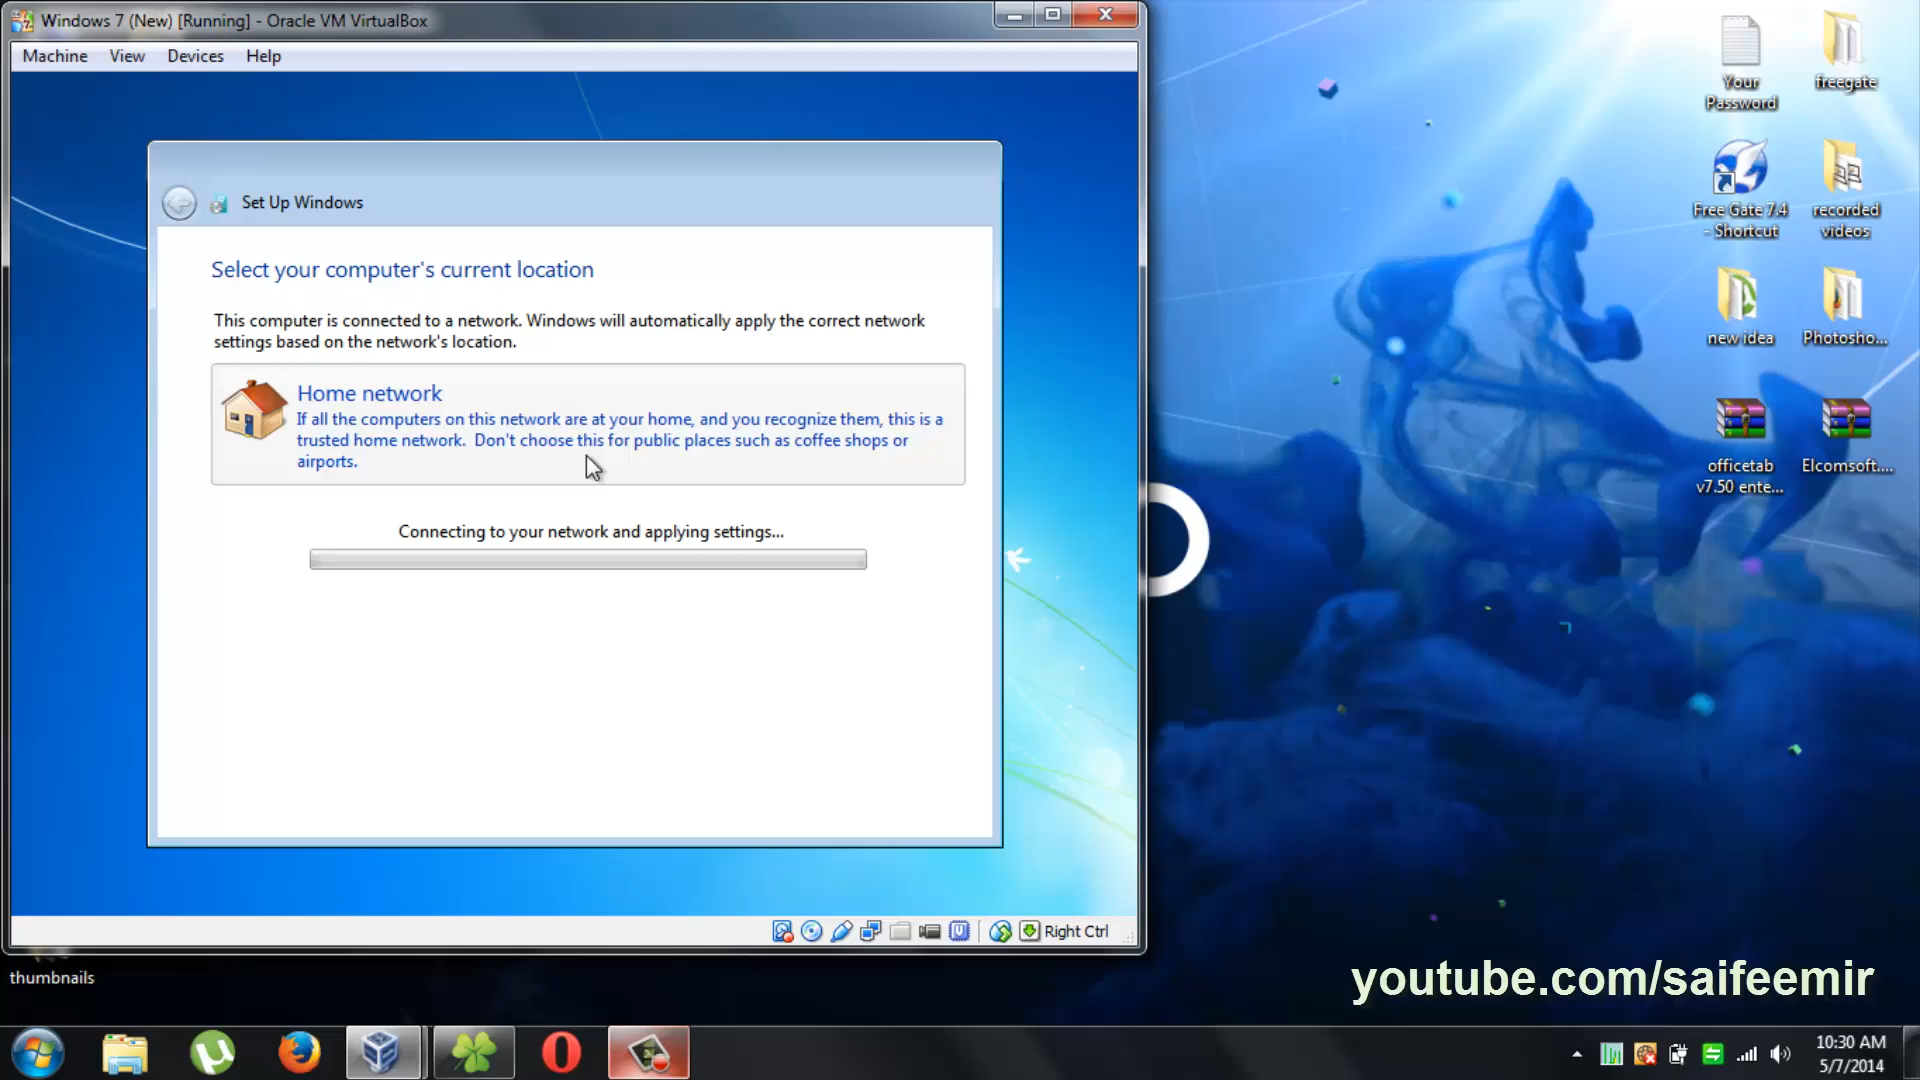 Windows 7 (New) [Running] - Oracle VM VirtualBox
Machine View Devices Help
Set Up Windows
Select your computer's current location
This computer is connected to a network. Windows will automatically apply the correct network
settings based on the network's location.
Home network
If all the computers on this network are at your home, and you recognize them, this is a
trusted home network. Don't choose this for public places such as coffee shops or
airports.
Connecting to your network and applying settings...
Right Ctrl
Your
Password
freegate
Free Gate 7.4
- Shortcut
recorded
videos
new idea
Photosho...
officetab
v7.50 ente...
Elcomsoft....
thumbnails
youtube.com/saifeemir
10:30 AM
5/7/2014